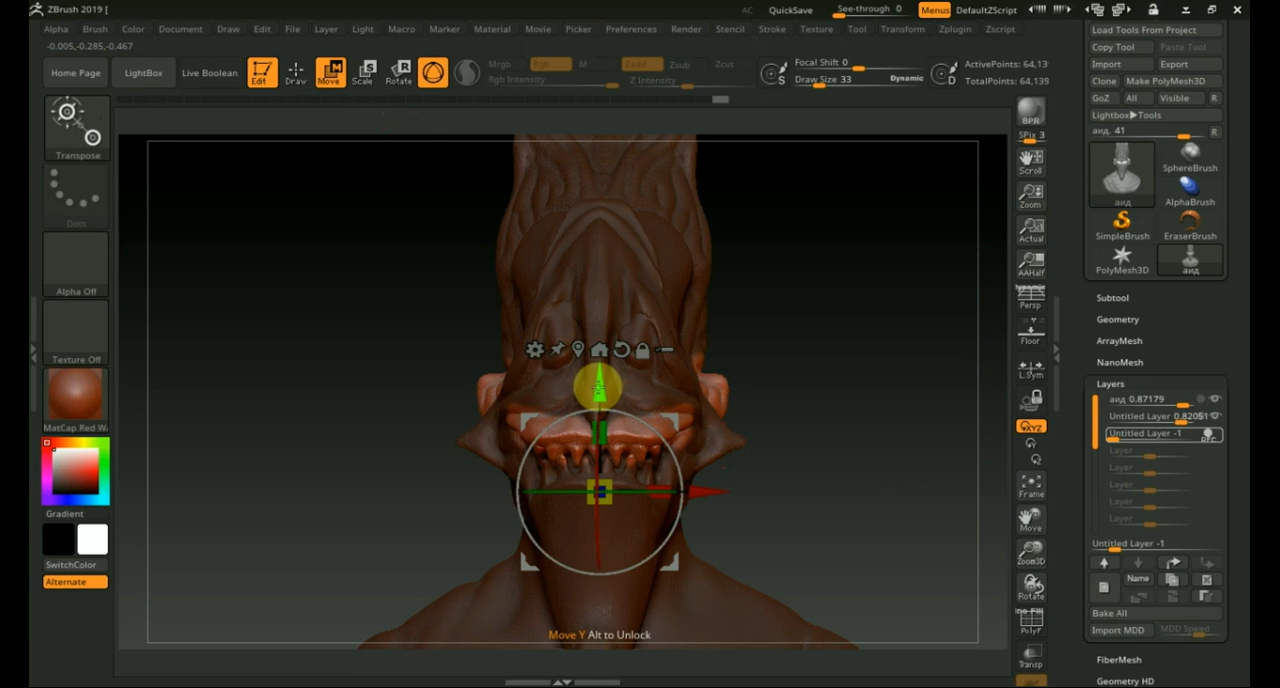 ZBrush 2019 [
AC QuickSave See-through 0 Menus DefaultZScript
Alpha Brush Color Document Draw Edit File Layer Light Macro Marker Material Movie Picker Preferences Render Stencil Stroke Texture Tool Transform Zplugin Zscript
-0.005,-0.285,-0.467
Home Page LightBox Live Boolean Edit Draw Move Scale Rotate
Mrgb Rgb M Zadd Zsub Zcut
Rgb Intensity Z Intensity
Focal Shift 0
Draw Size 33 Dynamic
S D
ActivePoints: 64,13
TotalPoints: 64,139
Transpose
Dots
Alpha Off
Texture Off
MatCap Red Wa
Gradient
SwitchColor
Alternate
Move Y Alt to Unlock
BPR
SPix 3
Scroll
Zoom
Actual
AAHalf
Persp
Floor
L.Sym
XYZ
Frame
Move
Zoom3D
Rotate
PolyF
Transp
Load Tools From Project
Copy Tool Paste Tool
Import Export
Clone Make PolyMesh3D
GoZ All Visible R
Lightbox▶Tools
аид. 41 R
аид
SphereBrush
AlphaBrush
SimpleBrush EraserBrush
PolyMesh3D аид
Subtool
Geometry
ArrayMesh
NanoMesh
Layers
аид 0.87179
Untitled Layer 0.82051
Untitled Layer -1 REC
Layer
Layer
Layer
Layer
Layer
Untitled Layer -1
Name
Bake All
Import MDD MDD Speed
FiberMesh
Geometry HD